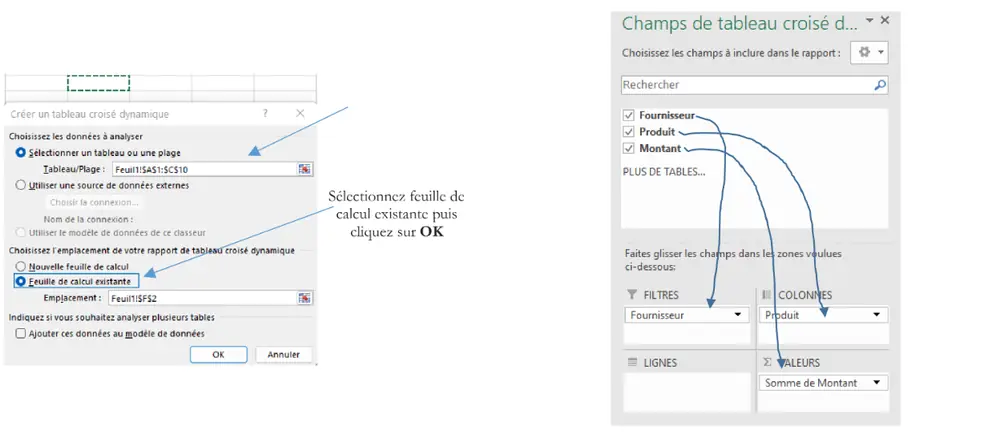 Créer un tableau croisé dynamique
?
Choisissez les données à analyser
Sélectionner un tableau ou une plage
Tableau/Plage : Feuil1!$A$1:$C$10
Utiliser une source de données externes
Choisir la connexion...
Nom de la connexion :
Utiliser le modèle de données de ce classeur
Choisissez l'emplacement de votre rapport de tableau croisé dynamique
Nouvelle feuille de calcul
Feuille de calcul existante
Emplacement : Feuil1!$F$2
Indiquez si vous souhaitez analyser plusieurs tables
Ajouter ces données au modèle de données
OK Annuler
Sélectionnez feuille de
calcul existante puis
cliquez sur OK
Champs de tableau croisé d...
Choisissez les champs à inclure dans le rapport :
Rechercher
Fournisseur
Produit
Montant
PLUS DE TABLES...
Faites glisser les champs dans les zones voulues
ci-dessous:
FILTRES COLONNES
Fournisseur Produit
LIGNES Σ VALEURS
Somme de Montant